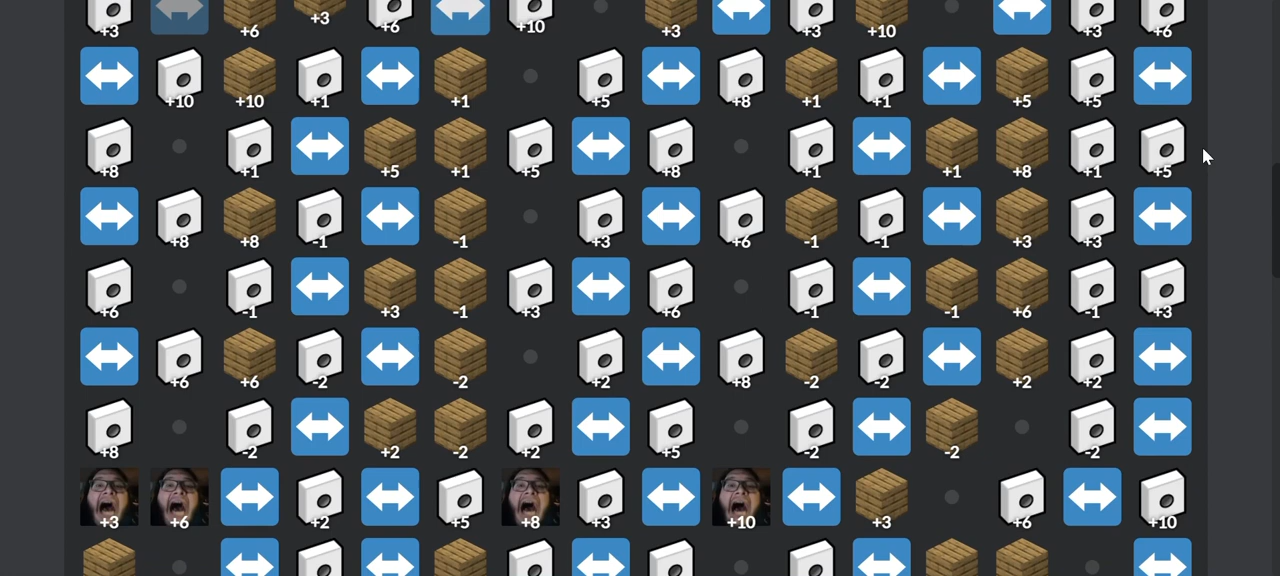 +3 +6 +3 +6 +10 +3 +3 +10 +3 +6
+10 +10 +1 +1 +5 +8 +1 +1 +5 +5
+8 +1 +5 +1 +5 +8 +1 +1 +8 +1 +5
+8 +8 -1 -1 +3 +6 -1 -1 +3 +3
+6 -1 +3 -1 +3 +6 -1 -1 +6 -1 +3
+6 +6 -2 -2 +2 +8 -2 -2 +2 +2
+8 -2 +2 -2 +2 +5 -2 -2 -2
+3 +6 +2 +5 +8 +3 +10 +3 +6 +10